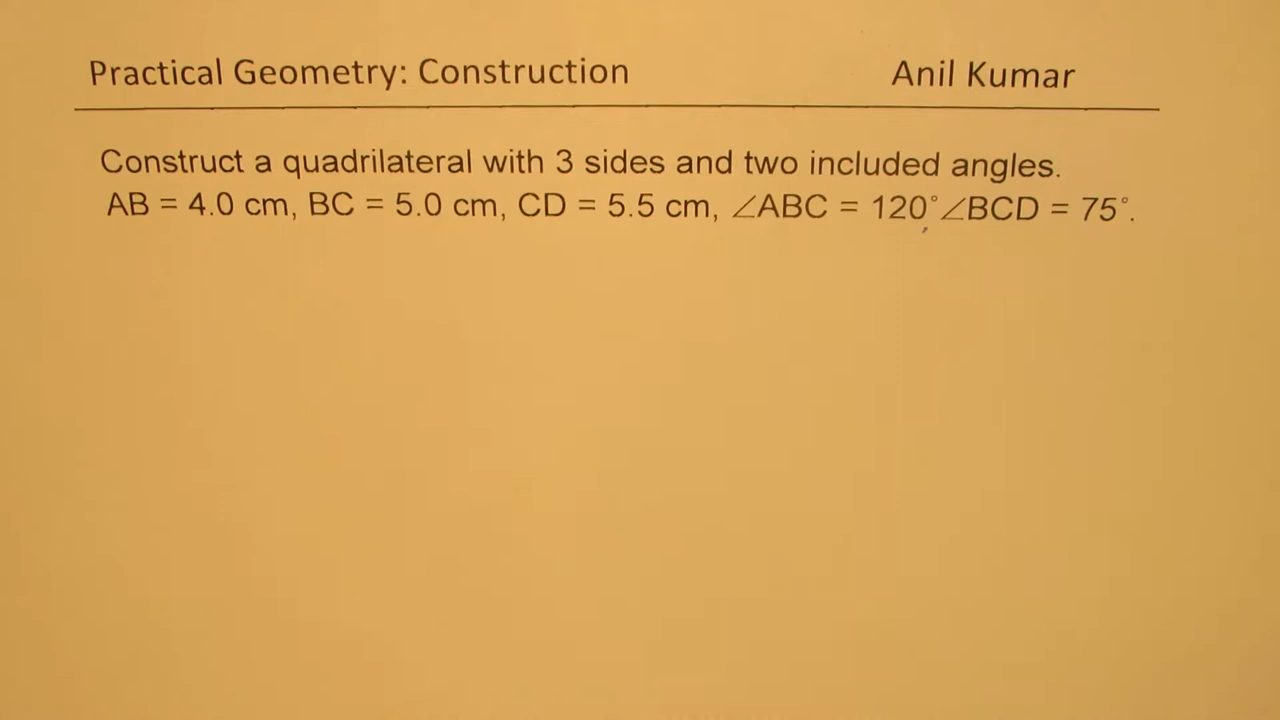 Practical Geometry: Construction Anil Kumar
Construct a quadrilateral with 3 sides and two included angles.
AB = 4.0 cm, BC = 5.0 cm, CD = 5.5 cm, ∠ABC = 120°, ∠BCD = 75°.